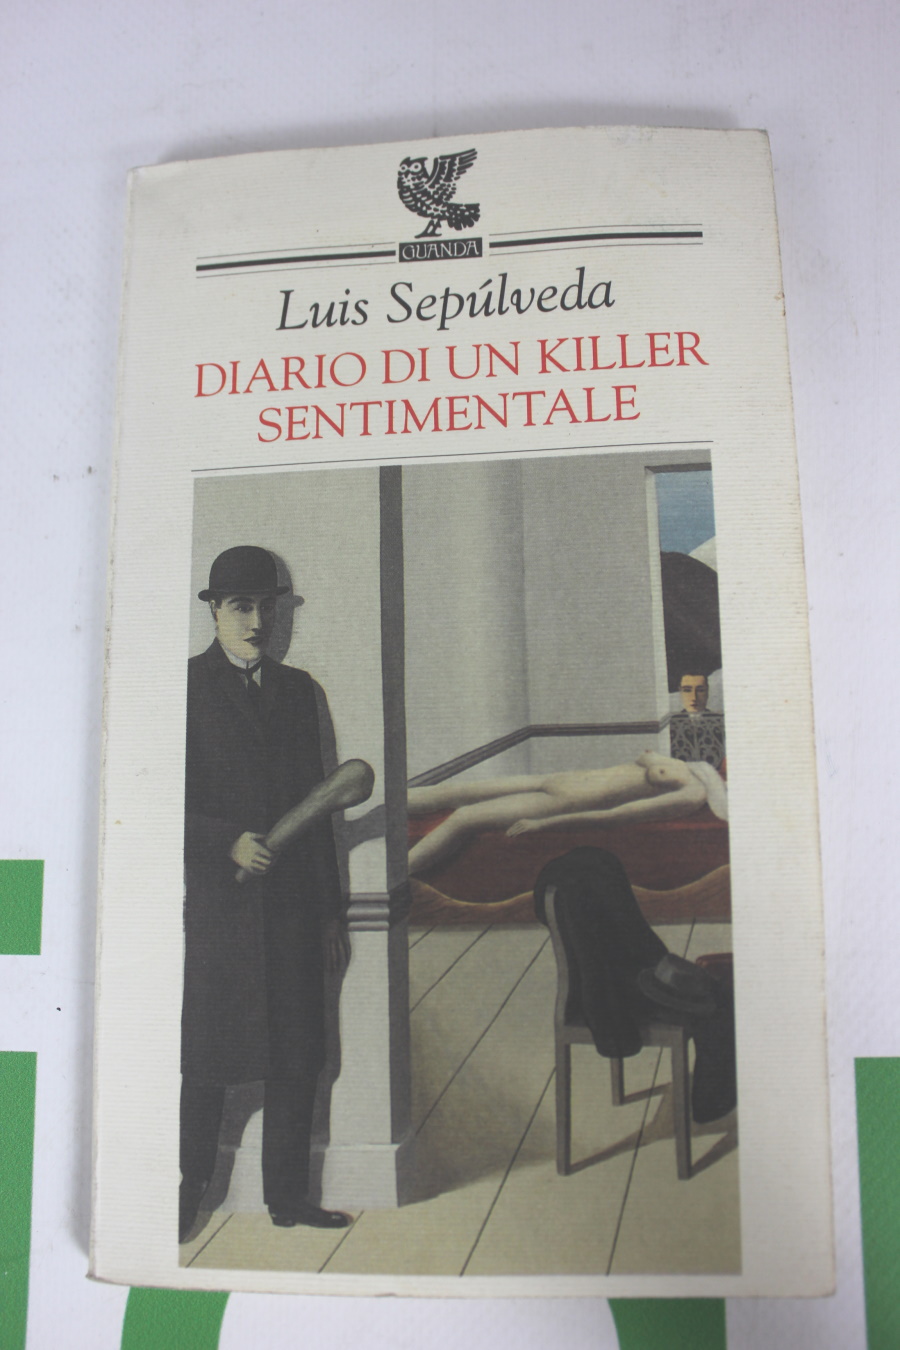 GUANDA
Luis Sepúlveda
DIARIO DI UN KILLER
SENTIMENTALE